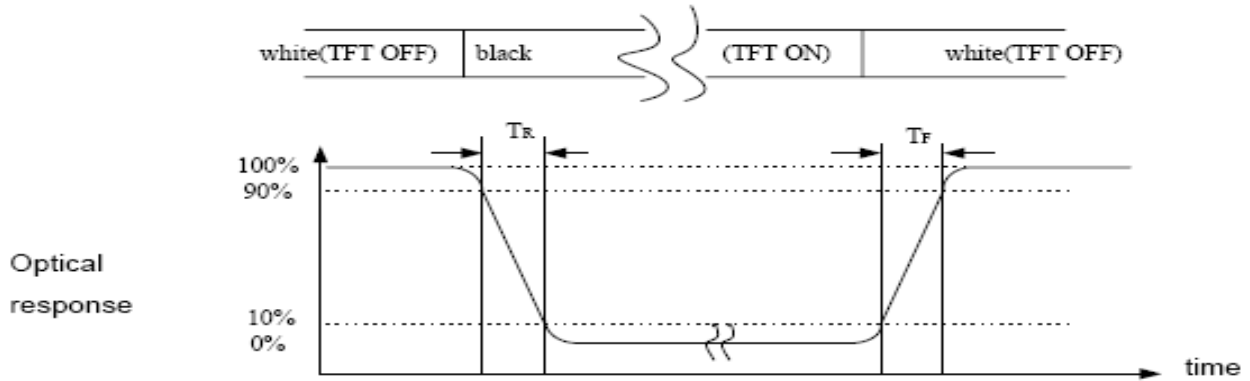 white(TFT OFF) black (TFT ON) white(TFT OFF)
TR TF
100%
90%
Optical
response
10%
0%
time